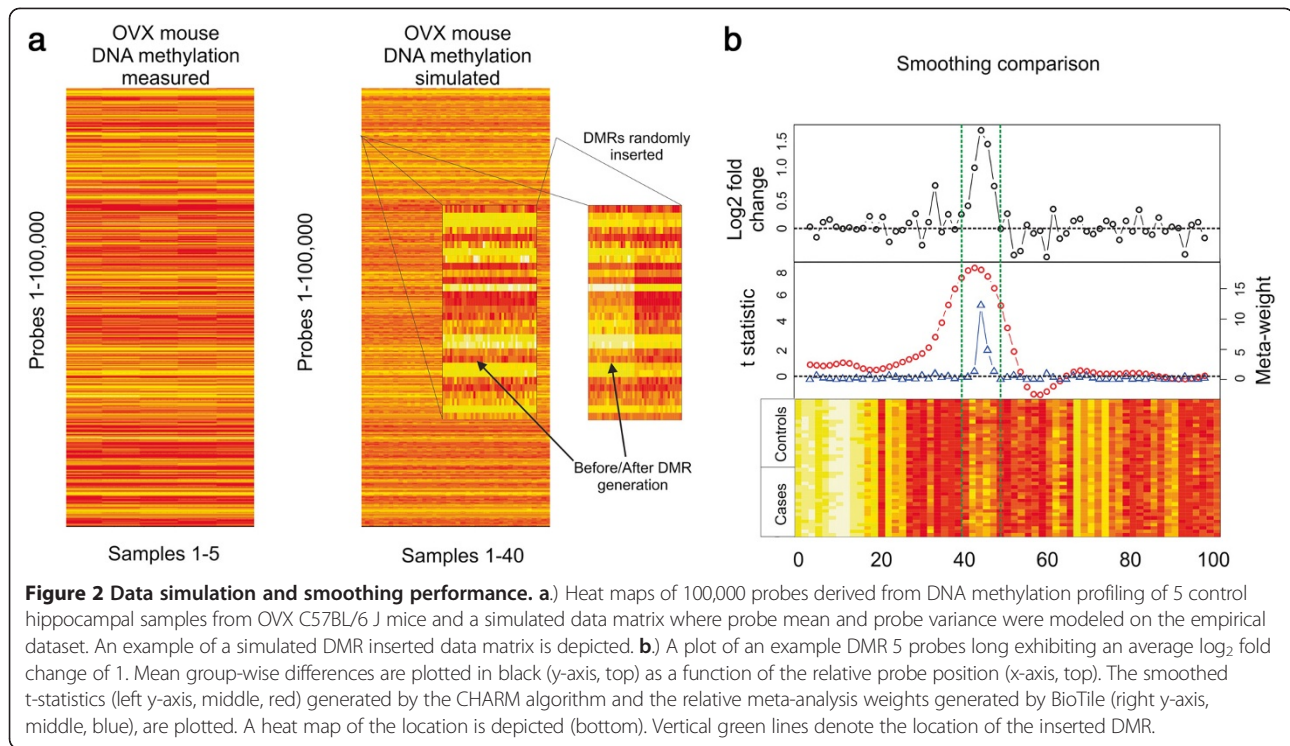 a
OVX mouse
DNA methylation
measured
OVX mouse
DNA methylation
simulated
DMRs randomly
inserted
Probes 1-100,000
Probes 1-100,000
Before/After DMR
generation
Samples 1-5
Samples 1-40
b
Smoothing comparison
Log2 fold
change
1.5
1.0
0.5
0
t statistic
8
6
4
2
0
Meta-weight
15
10
5
0
Controls
Cases
0 20 40 60 80 100
Figure 2 Data simulation and smoothing performance. a.) Heat maps of 100,000 probes derived from DNA methylation profiling of 5 control
hippocampal samples from OVX C57BL/6 J mice and a simulated data matrix where probe mean and probe variance were modeled on the empirical
dataset. An example of a simulated DMR inserted data matrix is depicted. b.) A plot of an example DMR 5 probes long exhibiting an average log2 fold
change of 1. Mean group-wise differences are plotted in black (y-axis, top) as a function of the relative probe position (x-axis, top). The smoothed
t-statistics (left y-axis, middle, red) generated by the CHARM algorithm and the relative meta-analysis weights generated by BioTile (right y-axis,
middle, blue), are plotted. A heat map of the location is depicted (bottom). Vertical green lines denote the location of the inserted DMR.